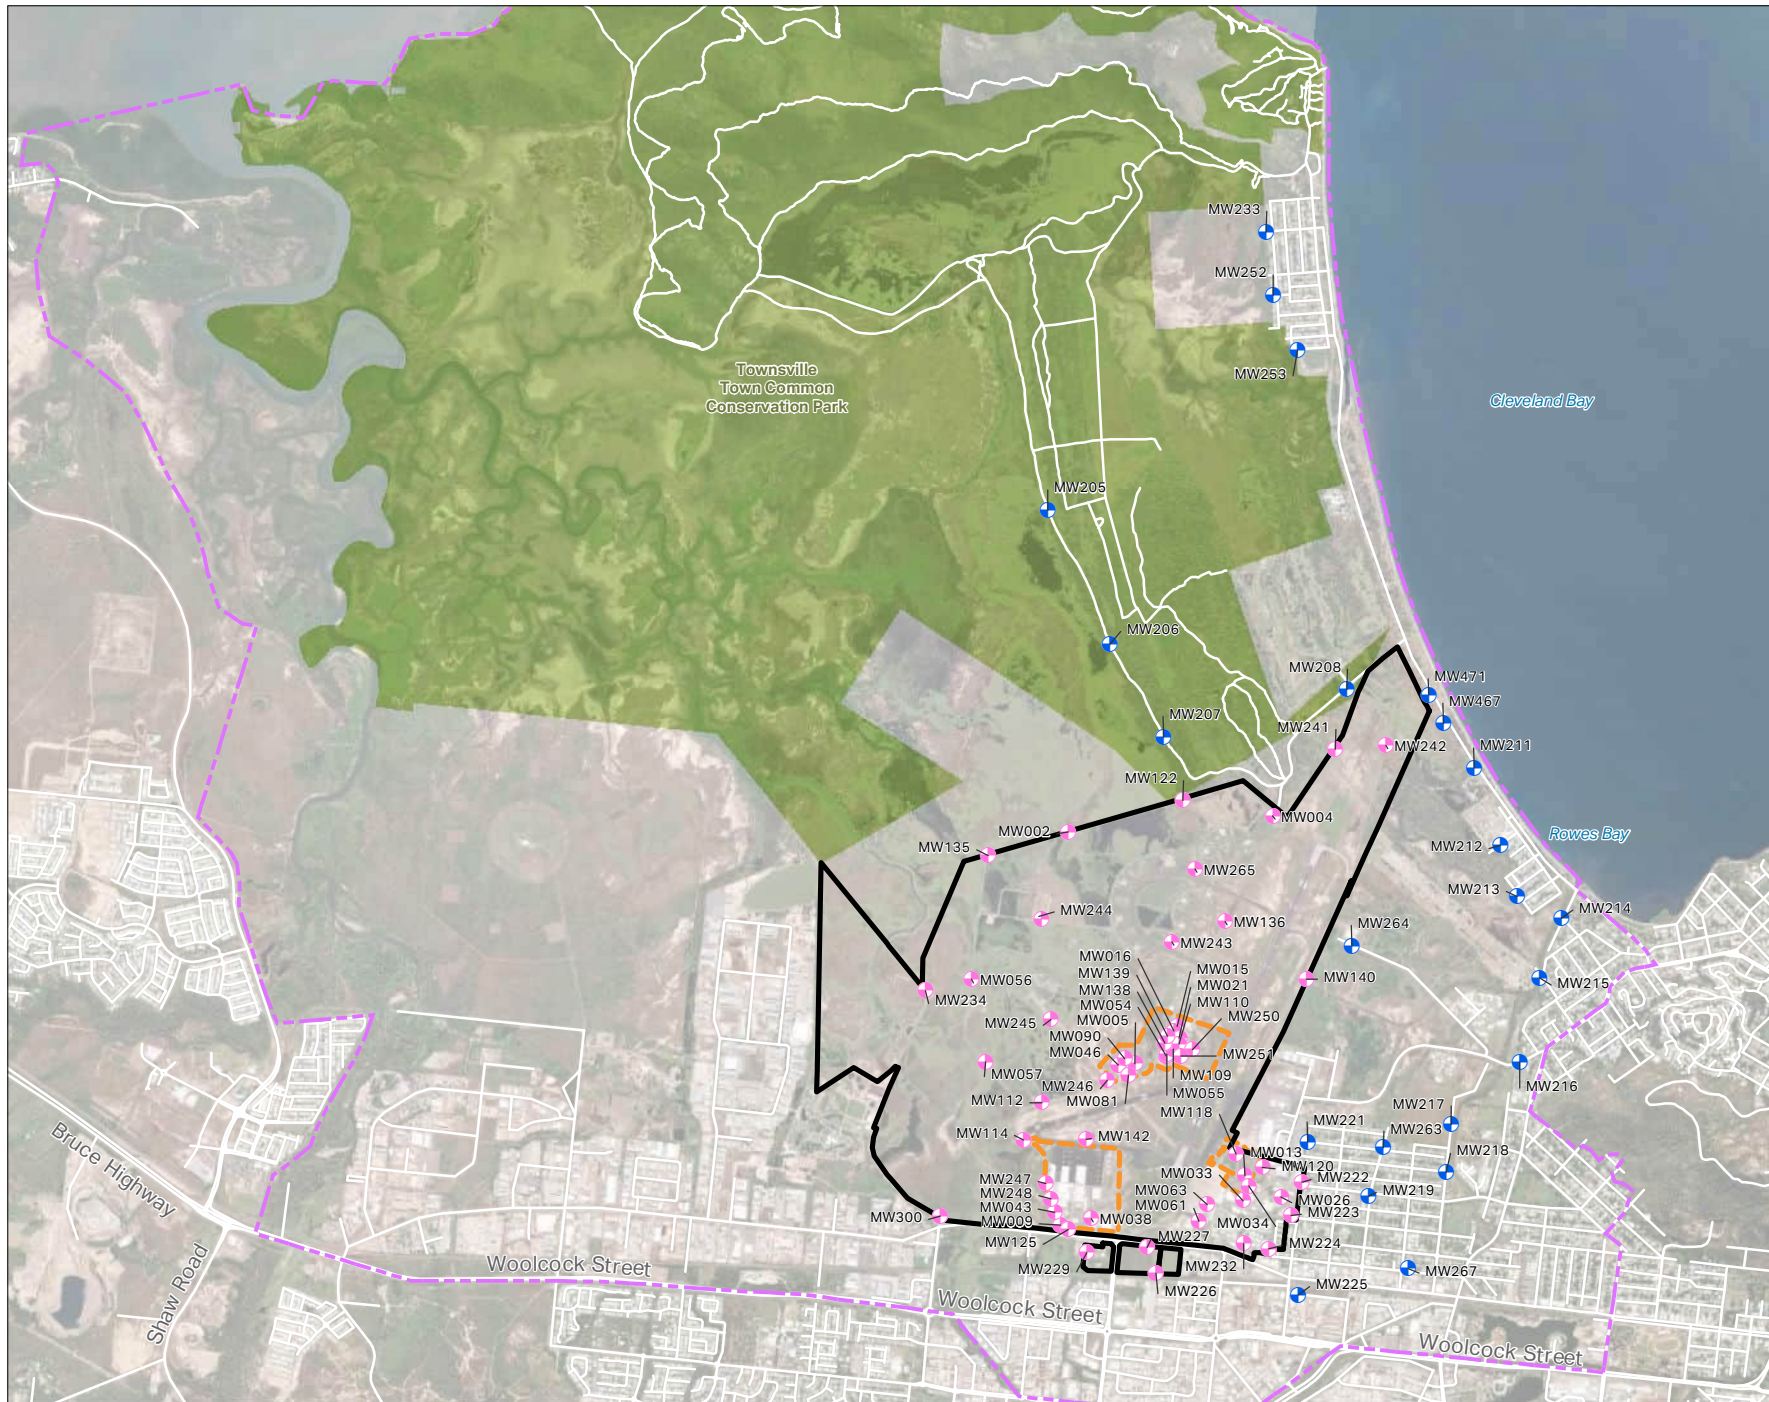 MW233
MW252
MW253
Townsville
Town Common
Conservation Park
Cleveland Bay
MW205
MW206
MW208
MW471
MW467
MW207
MW241
MW242
MW211
MW122
MW004
MW002
MW135
Rowes Bay
MW212
MW265
MW213
MW244
MW136
MW214
MW264
MW243
MW016
MW139
MW015
MW138
MW021
MW056
MW140
MW215
MW234
MW054
MW110
MW005
MW250
MW245
MW090
MW046
MW251
MW057
MW109
MW246
MW081
MW055
MW216
MW112
MW118
MW217
MW221
MW114
MW142
MW263
MW013
MW218
MW120
MW033
MW222
MW247
MW063
MW219
MW248
MW061
MW026
MW043
MW223
MW300
MW009
MW038
MW034
MW125
MW227
MW224
MW229
MW232
MW267
MW226
MW225
Bruce Highway
Shaw Road
Woolcock Street
Woolcock Street
Woolcock Street